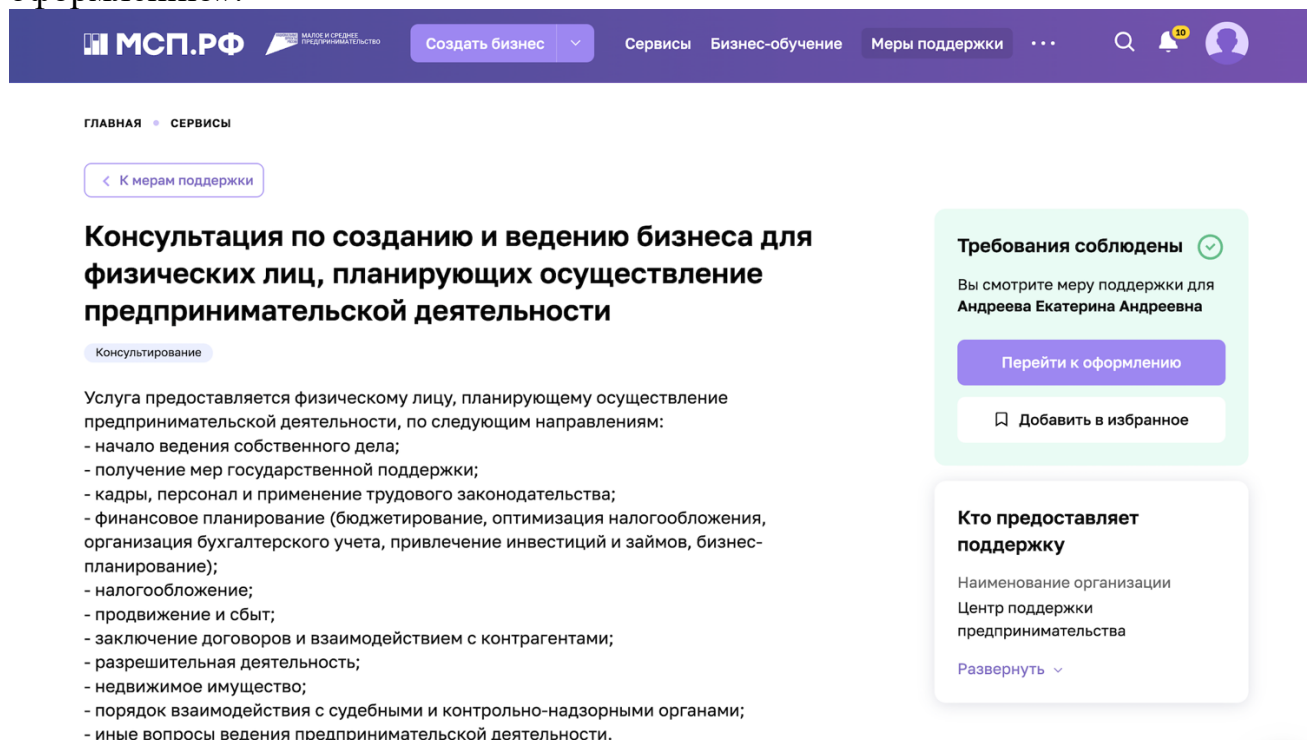 оформлению».
МСП.РФ
МАЛОЕ И СРЕДНЕЕ
ПРЕДПРИНИМАТЕЛЬСТВО
Создать бизнес
Сервисы
Бизнес-обучение
Меры поддержки
10
ГЛАВНАЯ • СЕРВИСЫ
К мерам поддержки
Консультация по созданию и ведению бизнеса для
физических лиц, планирующих осуществление
предпринимательской деятельности
Консультирование
Услуга предоставляется физическому лицу, планирующему осуществление
предпринимательской деятельности, по следующим направлениям:
- начало ведения собственного дела;
- получение мер государственной поддержки;
- кадры, персонал и применение трудового законодательства;
- финансовое планирование (бюджетирование, оптимизация налогообложения,
организация бухгалтерского учета, привлечение инвестиций и займов, бизнес-
планирование);
- налогообложение;
- продвижение и сбыт;
- заключение договоров и взаимодействием с контрагентами;
- разрешительная деятельность;
- недвижимое имущество;
- порядок взаимодействия с судебными и контрольно-надзорными органами;
- иные вопросы ведения предпринимательской деятельности.
Требования соблюдены
Вы смотрите меру поддержки для
Андреева Екатерина Андреевна
Перейти к оформлению
Добавить в избранное
Кто предоставляет
поддержку
Наименование организации
Центр поддержки
предпринимательства
Развернуть